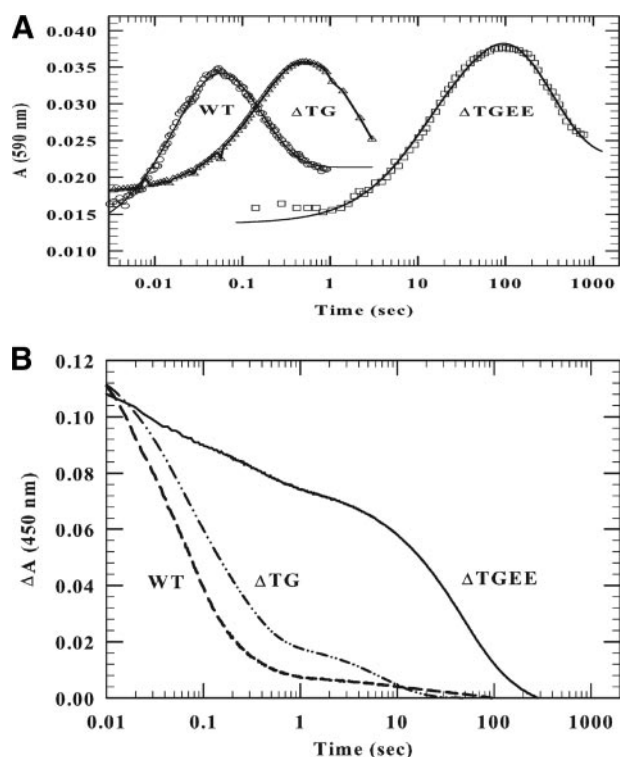 A
A (590 nm)
0.040
0.035
0.030
0.025
0.020
0.015
0.010
WT
ΔTG
ΔTGEE
0.01 0.1 1 10 100 1000
Time (sec)
B
ΔA (450 nm)
0.12
0.10
0.08
0.06
0.04
0.02
0.00
WT
ΔTG
ΔTGEE
0.01 0.1 1 10 100 1000
Time (sec)